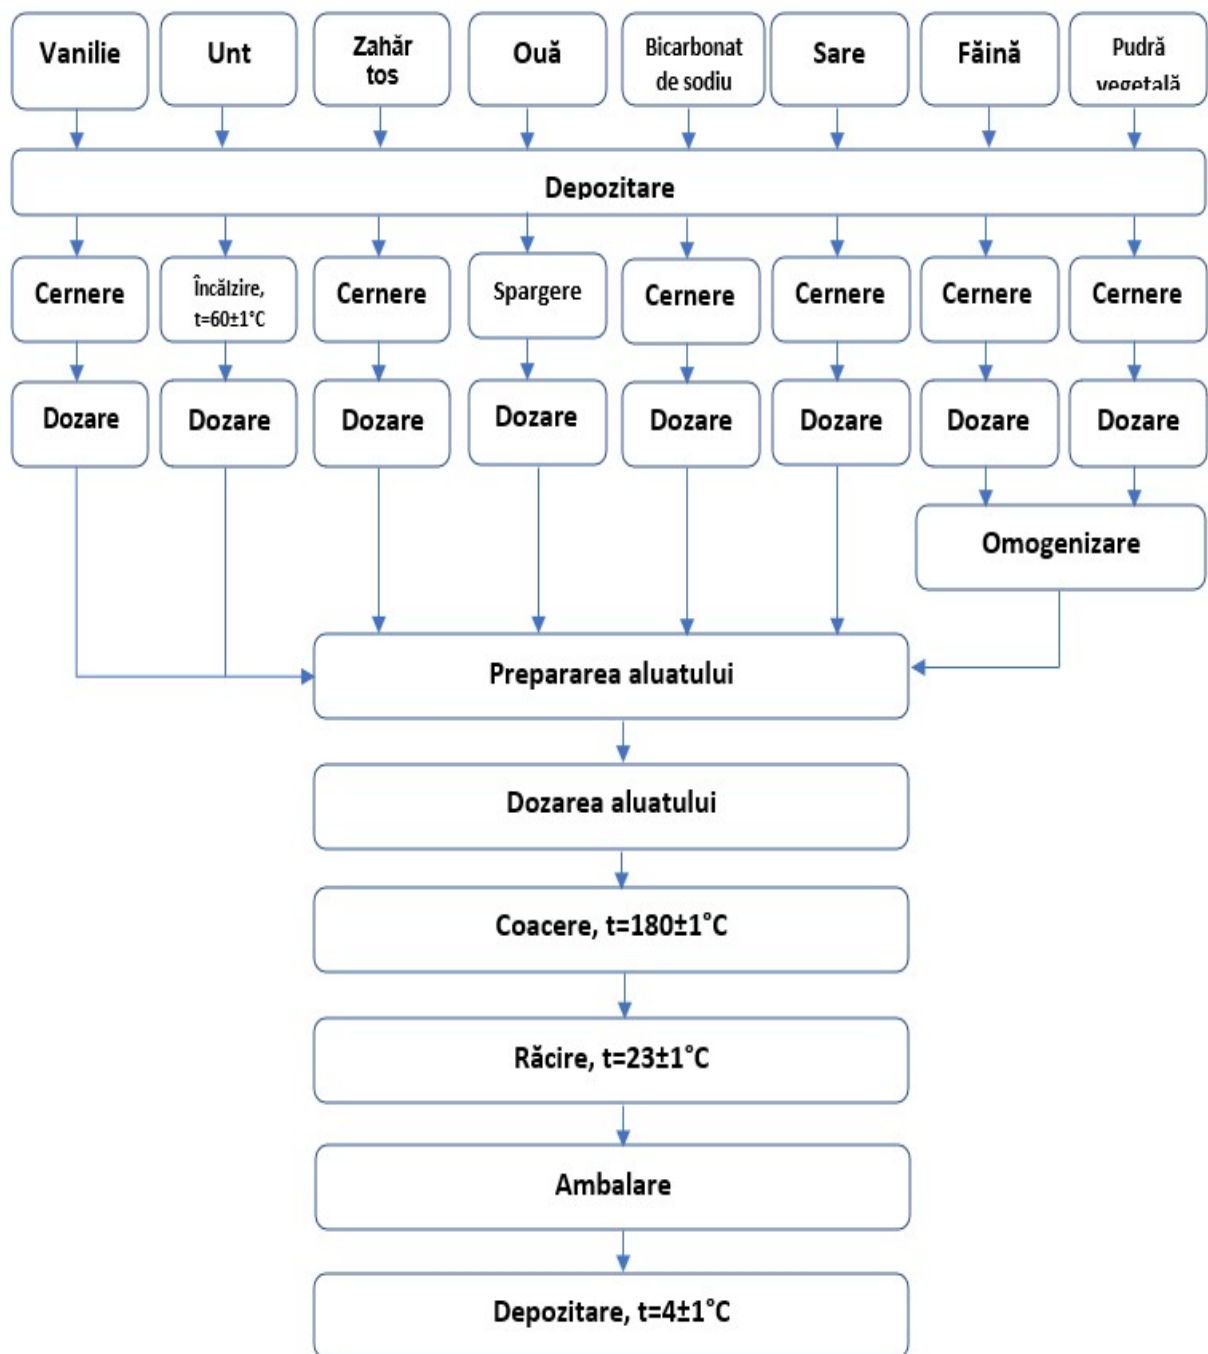 Vanilie
Unt
Zahăr
tos
Ouă
Bicarbonat
de sodiu
Sare
Făină
Pudră
vegetală
Depozitare
Cernere
Încălzire,
t=60±1°C
Cernere
Spargere
Cernere
Cernere
Cernere
Cernere
Dozare
Dozare
Dozare
Dozare
Dozare
Dozare
Dozare
Dozare
Omogenizare
Prepararea aluatului
Dozarea aluatului
Coacere, t=180±1°C
Răcire, t=23±1°C
Ambalare
Depozitare, t=4±1°C